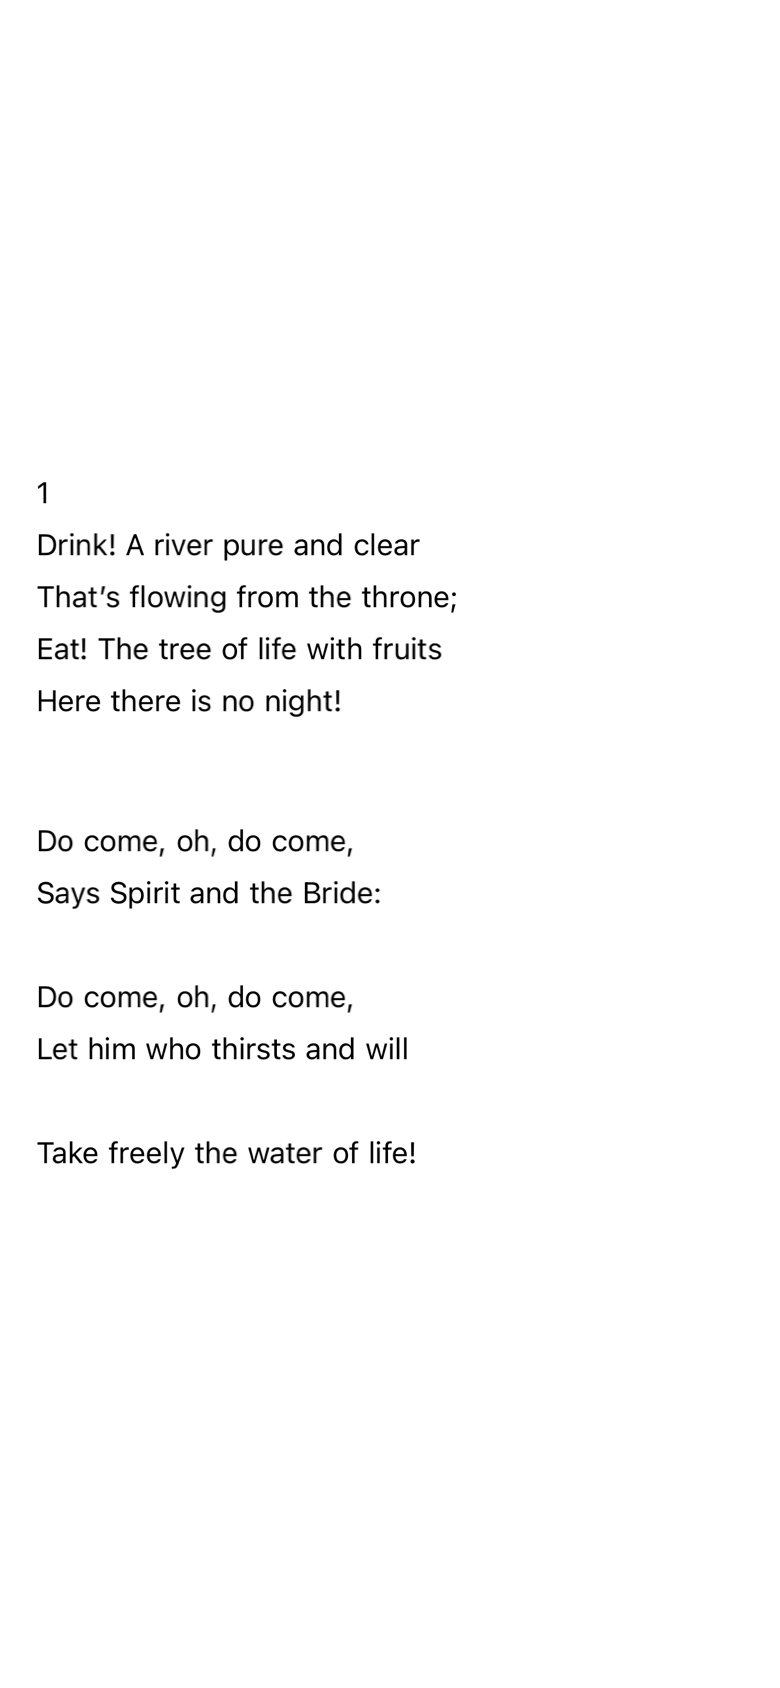 1
Drink! A river pure and clear
That’s flowing from the throne;
Eat! The tree of life with fruits
Here there is no night!
Do come, oh, do come,
Says Spirit and the Bride:
Do come, oh, do come,
Let him who thirsts and will
Take freely the water of life!